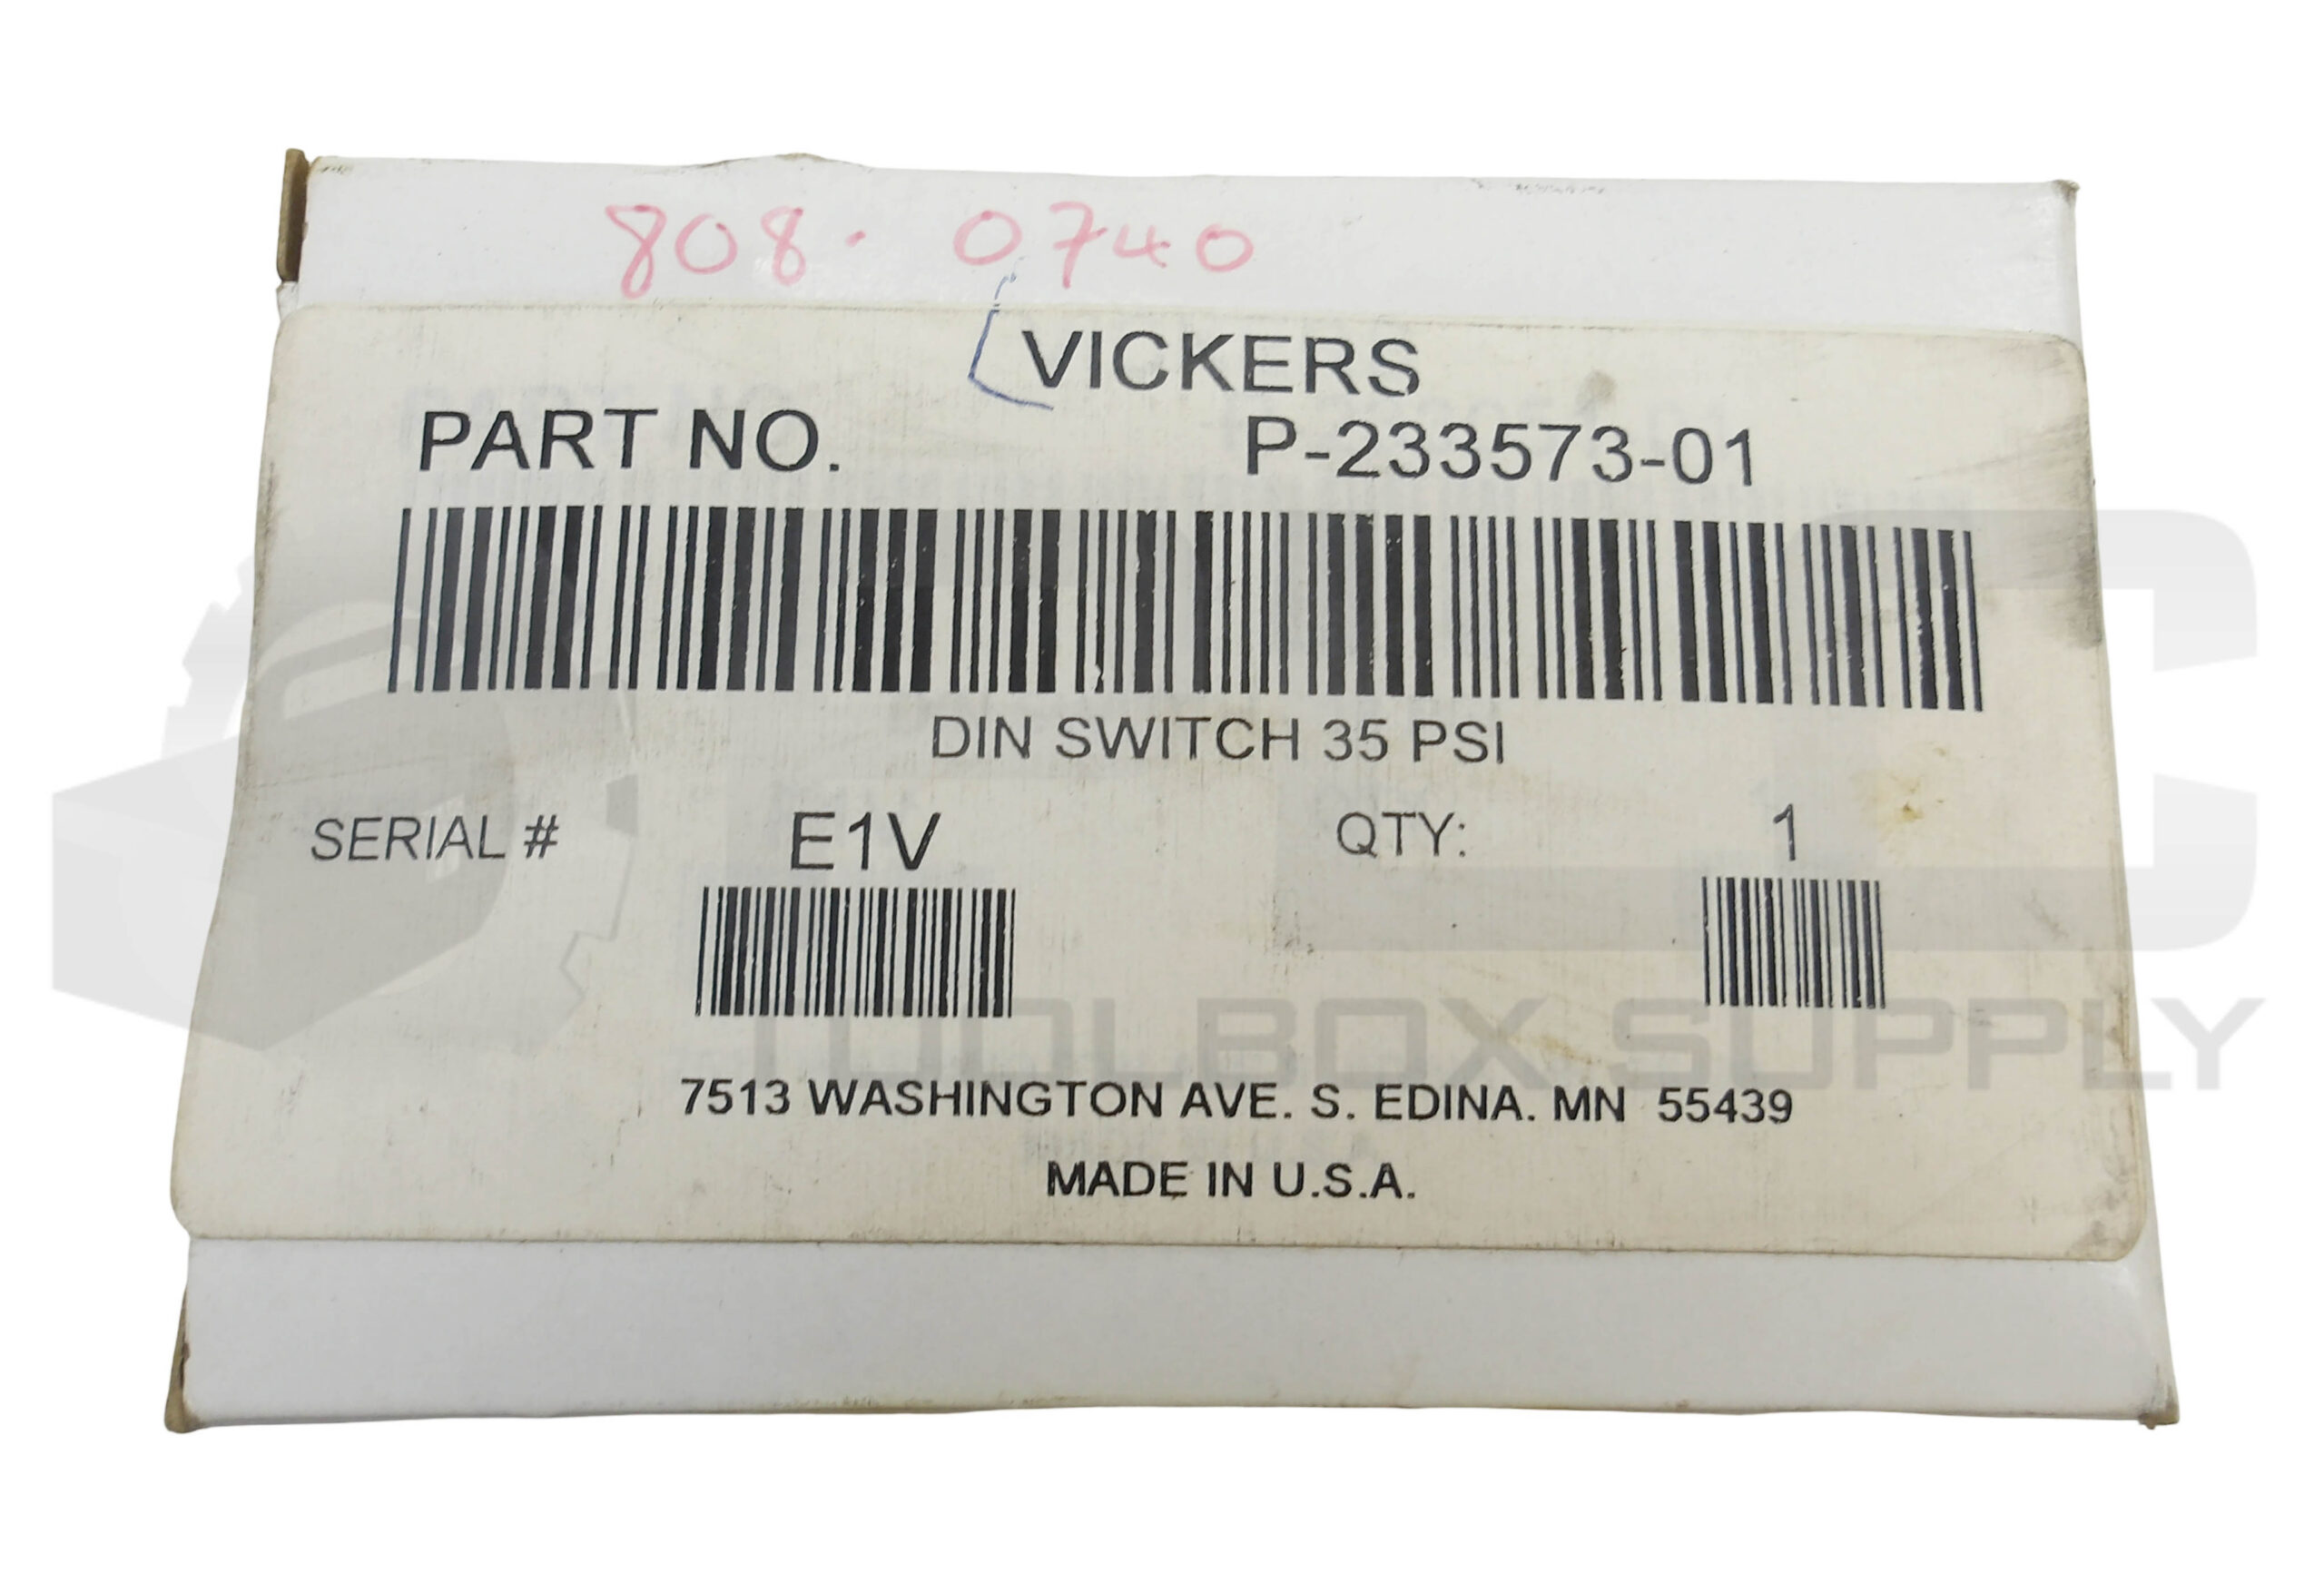 808. 0740
VICKERS
PART NO. P-233573-01
DIN SWITCH 35 PSI
SERIAL # E1V QTY: 1
TOOLBOX SUPPLY
7513 WASHINGTON AVE. S. EDINA. MN 55439
MADE IN U.S.A.